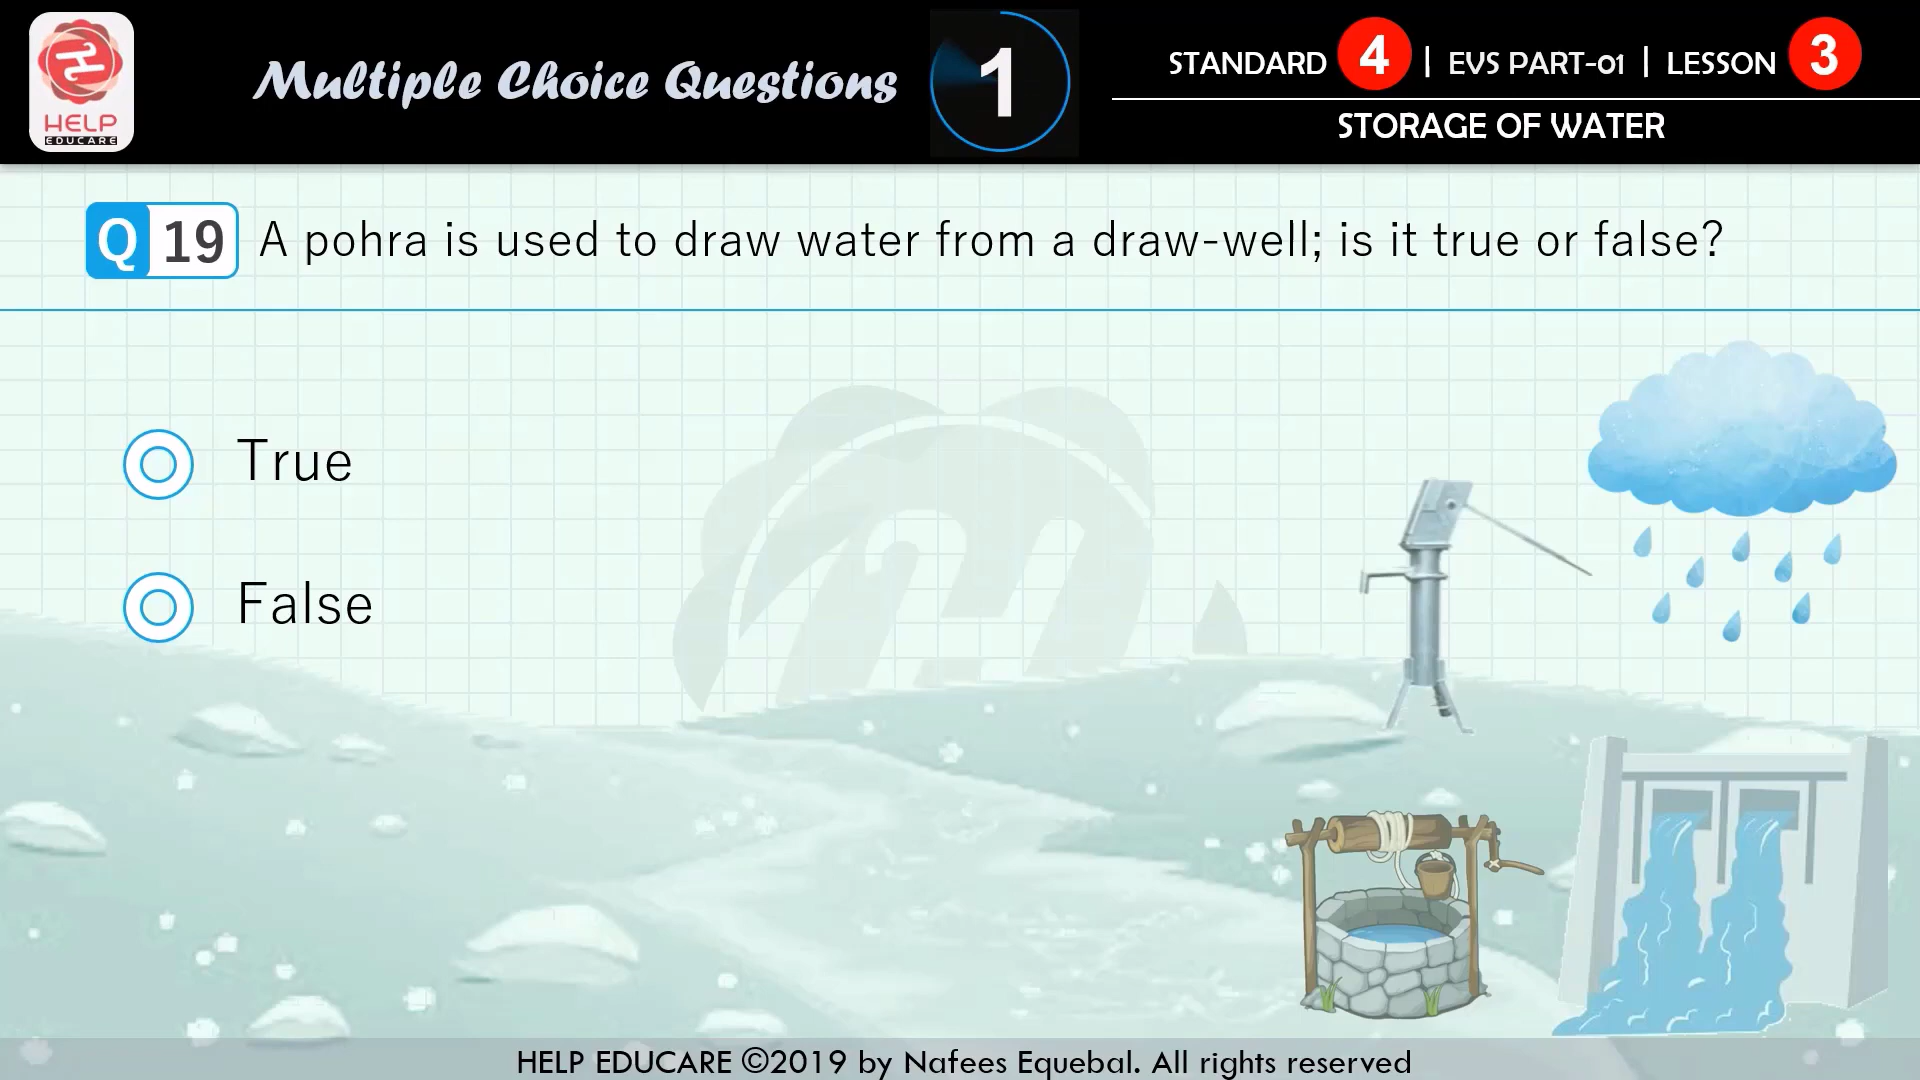 HELP
EDUCARE
Multiple Choice Questions
1
STANDARD 4 | EVS PART-01 | LESSON 3
STORAGE OF WATER
Q 19 A pohra is used to draw water from a draw-well; is it true or false?
True
False
HELP EDUCARE ©2019 by Nafees Equebal. All rights reserved